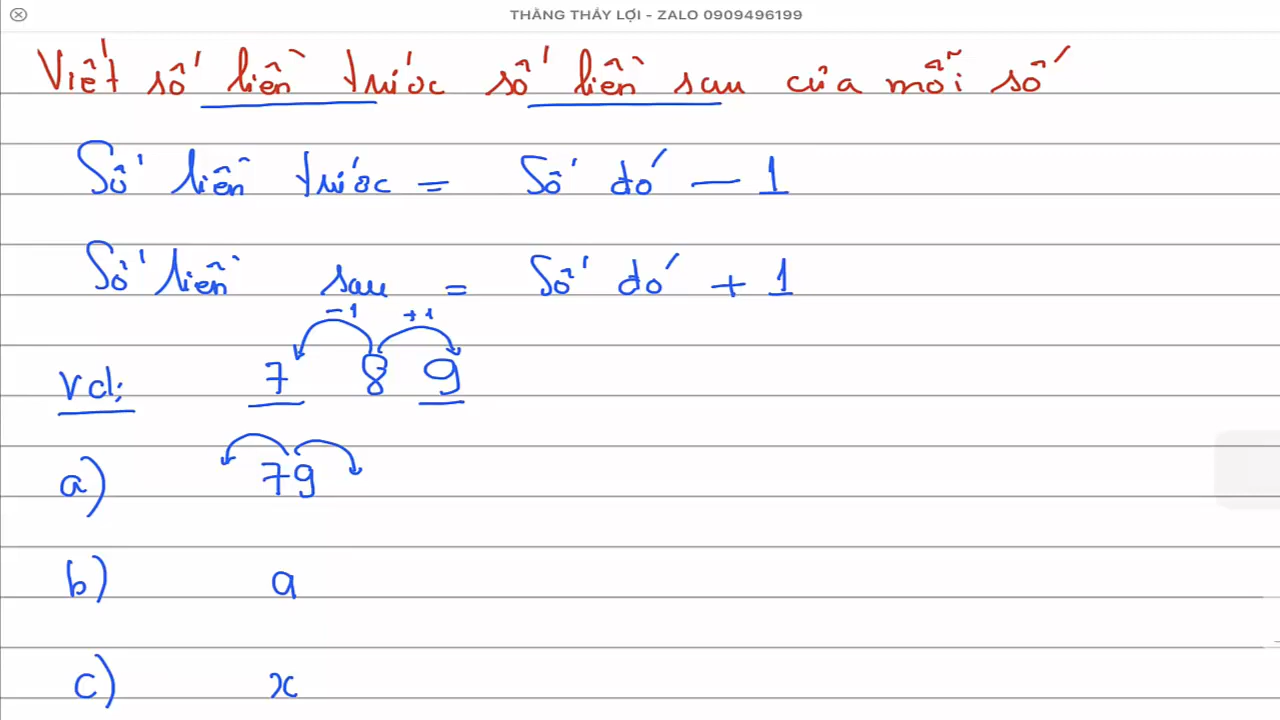 THẰNG THẦY LỢI - ZALO 0909496199
Viết số liền trước số liền sau của mỗi số
Số liền trước = Số đó - 1
Số liền sau = Số đó + 1
-1 +1
Vd: 7 8 9
a) 79
b) a
c) x